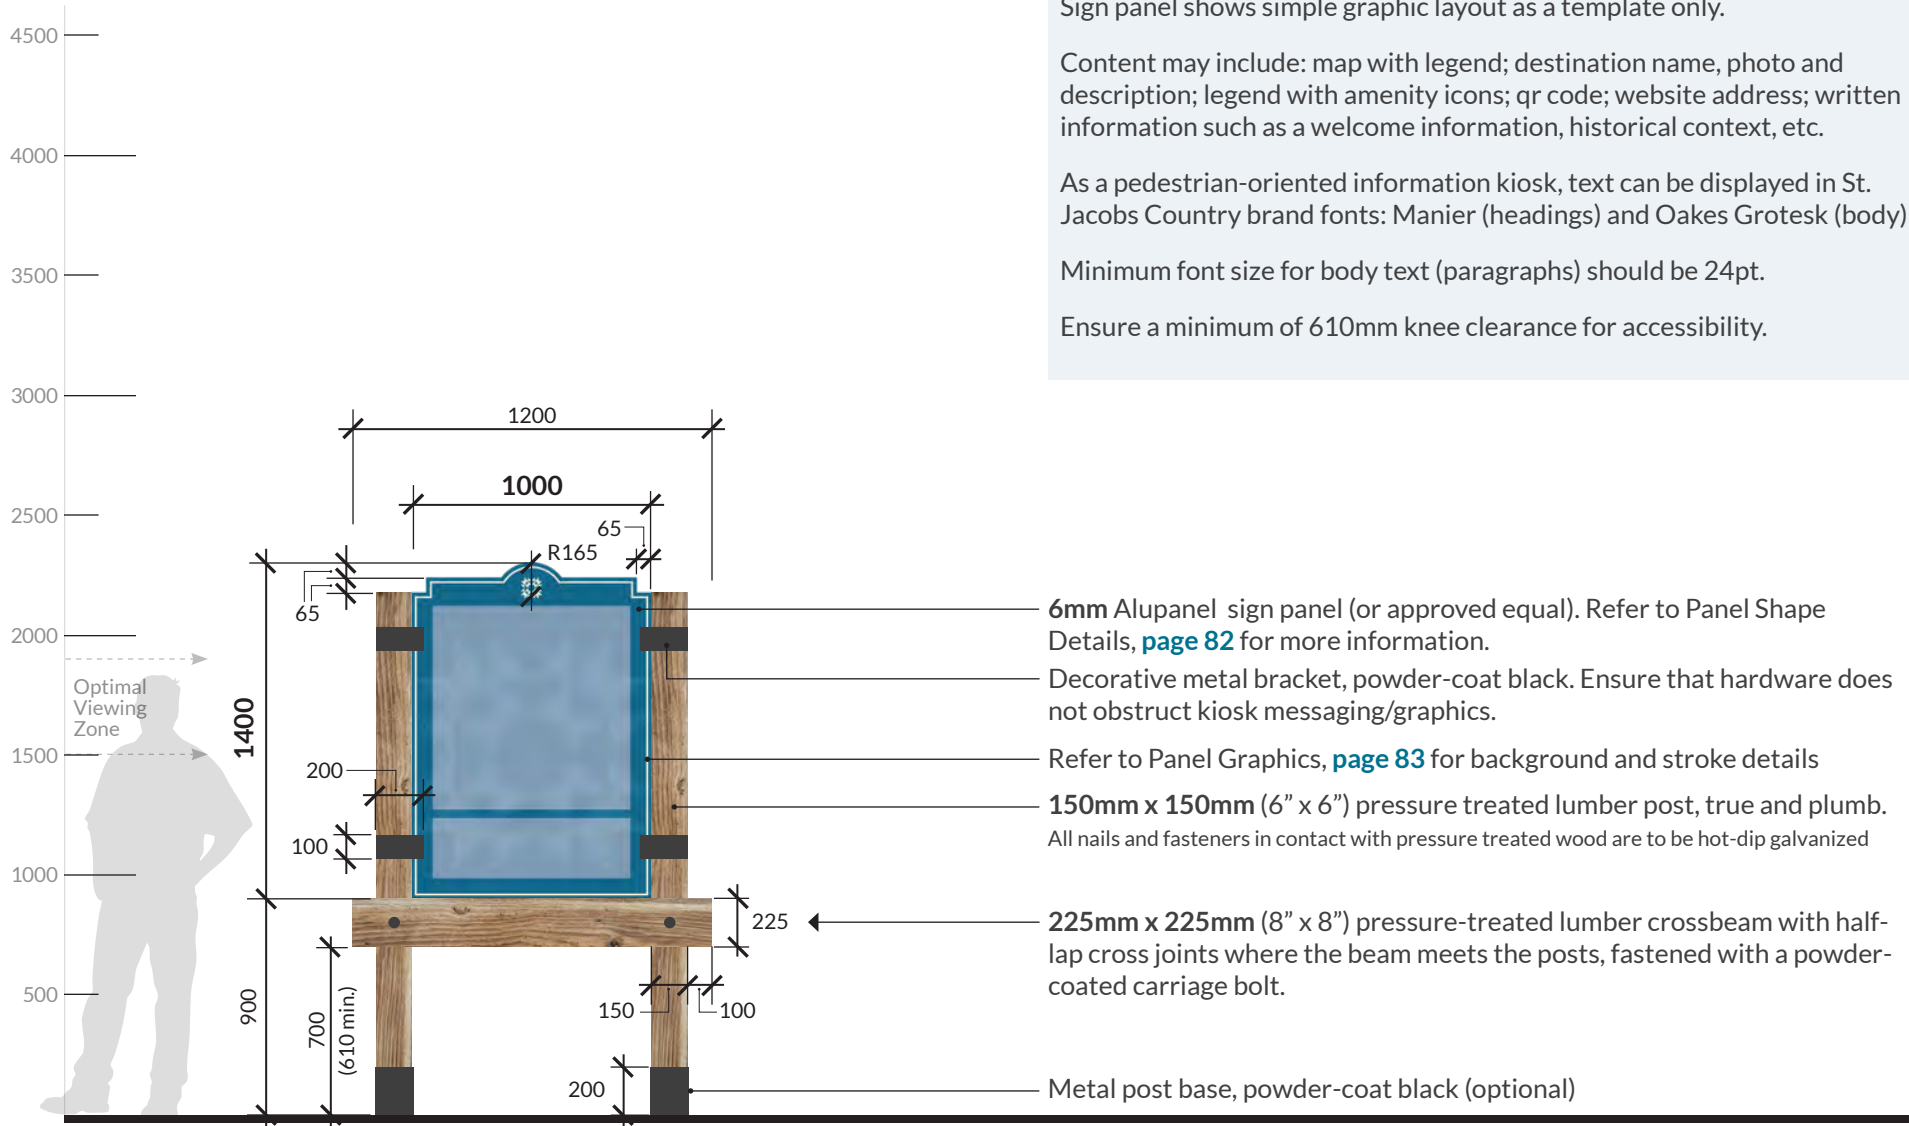 Sign panel shows simple graphic layout as a template only.
Content may include: map with legend; destination name, photo and
description; legend with amenity icons; qr code; website address; written
information such as a welcome information, historical context, etc.
As a pedestrian-oriented information kiosk, text can be displayed in St.
Jacobs Country brand fonts: Manier (headings) and Oakes Grotesk (body)
Minimum font size for body text (paragraphs) should be 24pt.
Ensure a minimum of 610mm knee clearance for accessibility.
4500
4000
3500
3000
2500
2000
1500
1000
500
Optimal
Viewing
Zone
1200
1000
65
R165
65
1400
200
100
900
700
(610 min.)
225
150
100
200
6mm Alupanel sign panel (or approved equal). Refer to Panel Shape
Details, page 82 for more information.
Decorative metal bracket, powder-coat black. Ensure that hardware does
not obstruct kiosk messaging/graphics.
Refer to Panel Graphics, page 83 for background and stroke details
150mm x 150mm (6” x 6”) pressure treated lumber post, true and plumb.
All nails and fasteners in contact with pressure treated wood are to be hot-dip galvanized
225mm x 225mm (8” x 8”) pressure-treated lumber crossbeam with half-
lap cross joints where the beam meets the posts, fastened with a powder-
coated carriage bolt.
Metal post base, powder-coat black (optional)